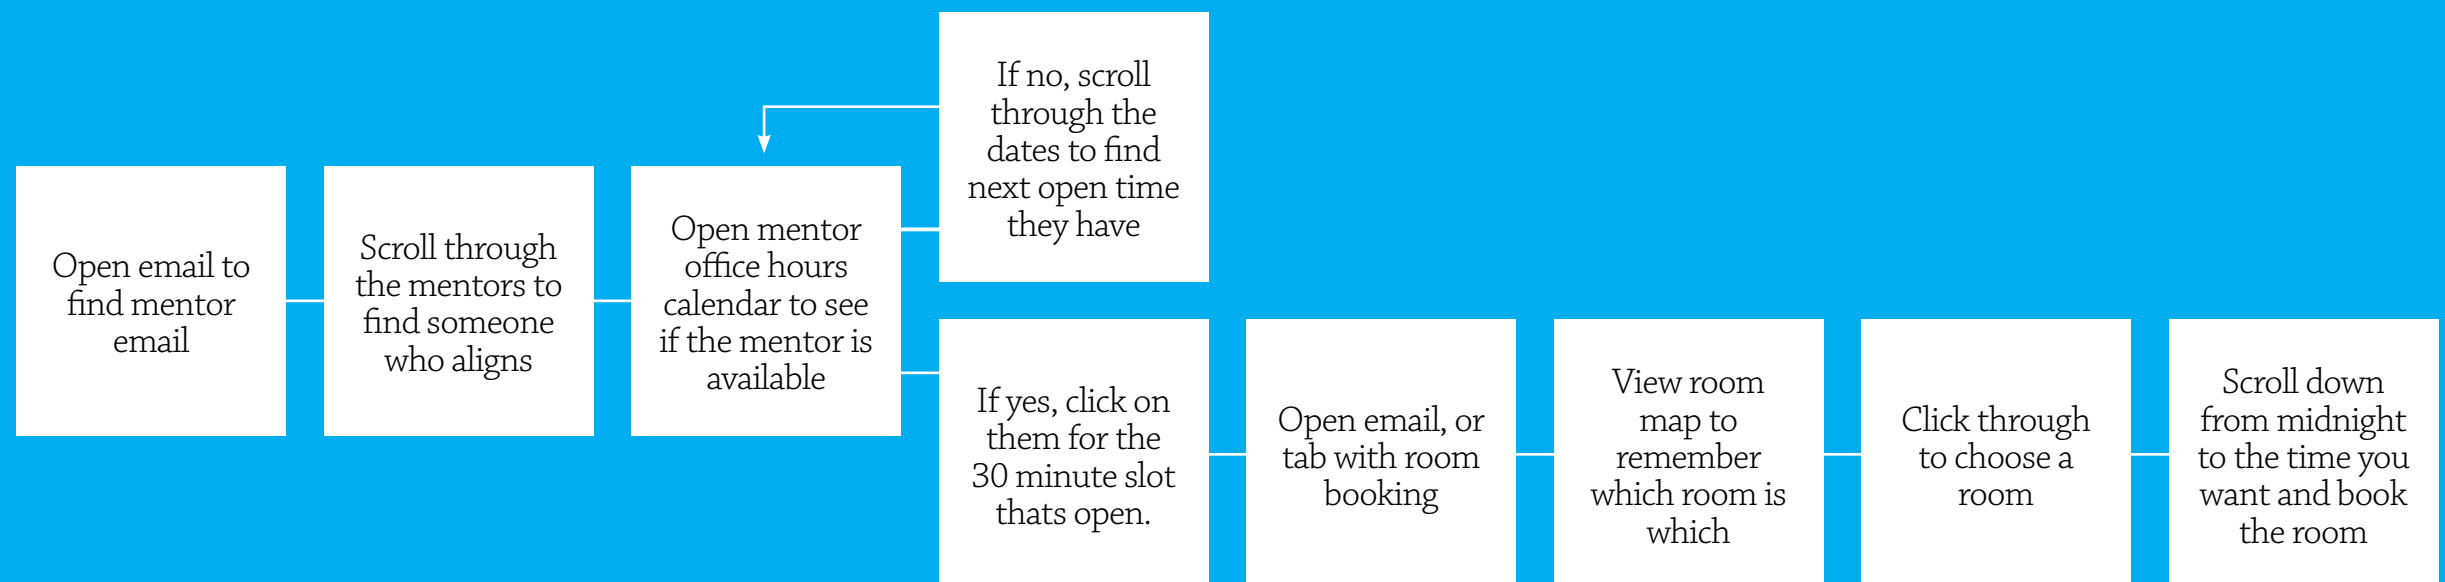 Open email to
find mentor
email
Scroll through
the mentors to
find someone
who aligns
Open mentor
office hours
calendar to see
if the mentor is
available
If no, scroll
through the
dates to find
next open time
they have
If yes, click on
them for the
30 minute slot
thats open.
Open email, or
tab with room
booking
View room
map to
remember
which room is
which
Click through
to choose a
room
Scroll down
from midnight
to the time you
want and book
the room